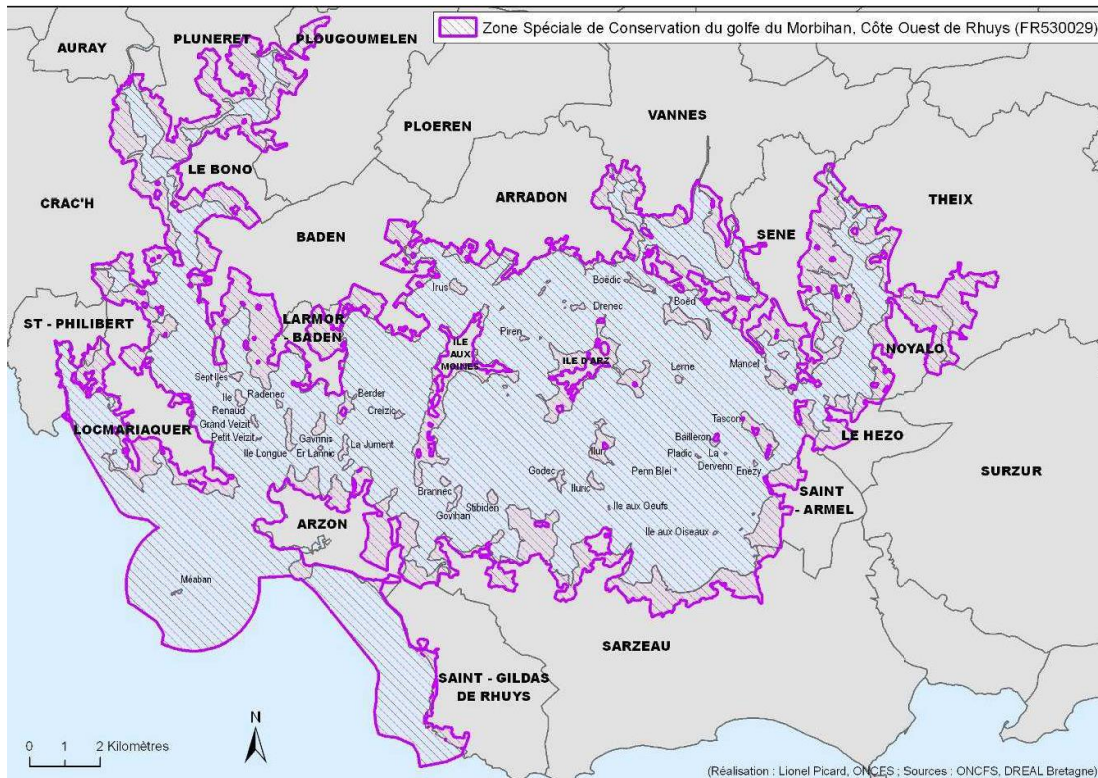 Zone Spéciale de Conservation du golfe du Morbihan, Côte Ouest de Rhuys (FR530029)
AURAY
PLUNERET
PLOUGOUMELEN
PLOEREN
VANNES
LE BONO
ARRADON
THEIX
CRAC'H
SENE
BADEN
Boëdic
Irus
Drenec
Boëd
ST - PHILIBERT
LARMOR
- BADEN
Piren
ILE
AUX
MOINES
ILE D'ARZ
NOYALO
Lerne
Mancel
Sept Iles
Ile
Renaud
Radenec
Berder
Creizic
Grand Veizit
Petit Veizit
LOCMARIAQUER
Gavrinis
Ile Longue
Er Lannic
La Jument
Tascon
Bailleron
Pladic
La
Dervenn
LE HEZO
Ilur
Godec
Penn Bleï
Enezy
SURZUR
Iluric
Brannec
Govihan
Stibiden
Ile aux Oeufs
SAINT
- ARMEL
ARZON
Ile aux Oiseaux
Méaban
SARZEAU
SAINT - GILDAS
DE RHUYS
N
0 1 2 Kilomètres
(Réalisation : Lionel Picard, ONCFS ; Sources : ONCFS, DREAL Bretagne)